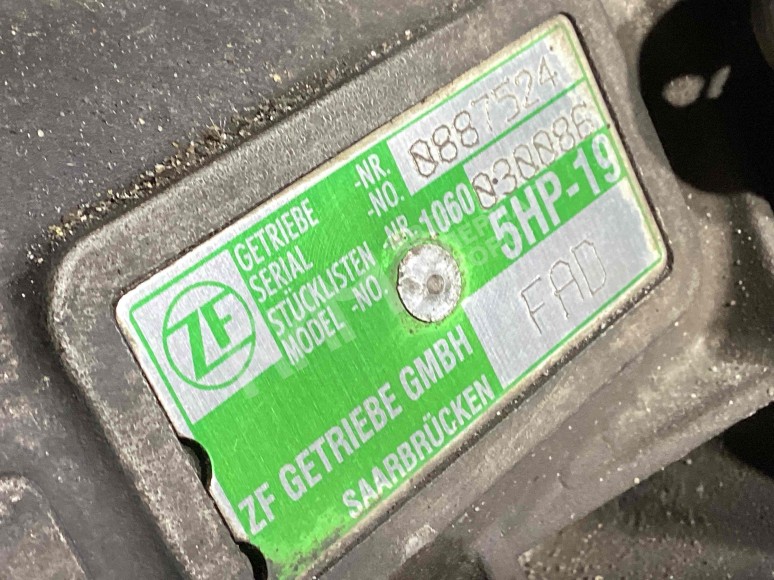 GETRIEBE -NR. 0887524
SERIAL -NO.
STÜCKLISTEN -NR. 1060 030086
MODEL -NO. 5HP-19
ZF
FAD
ZF GETRIEBE GMBH
SAARBRÜCKEN